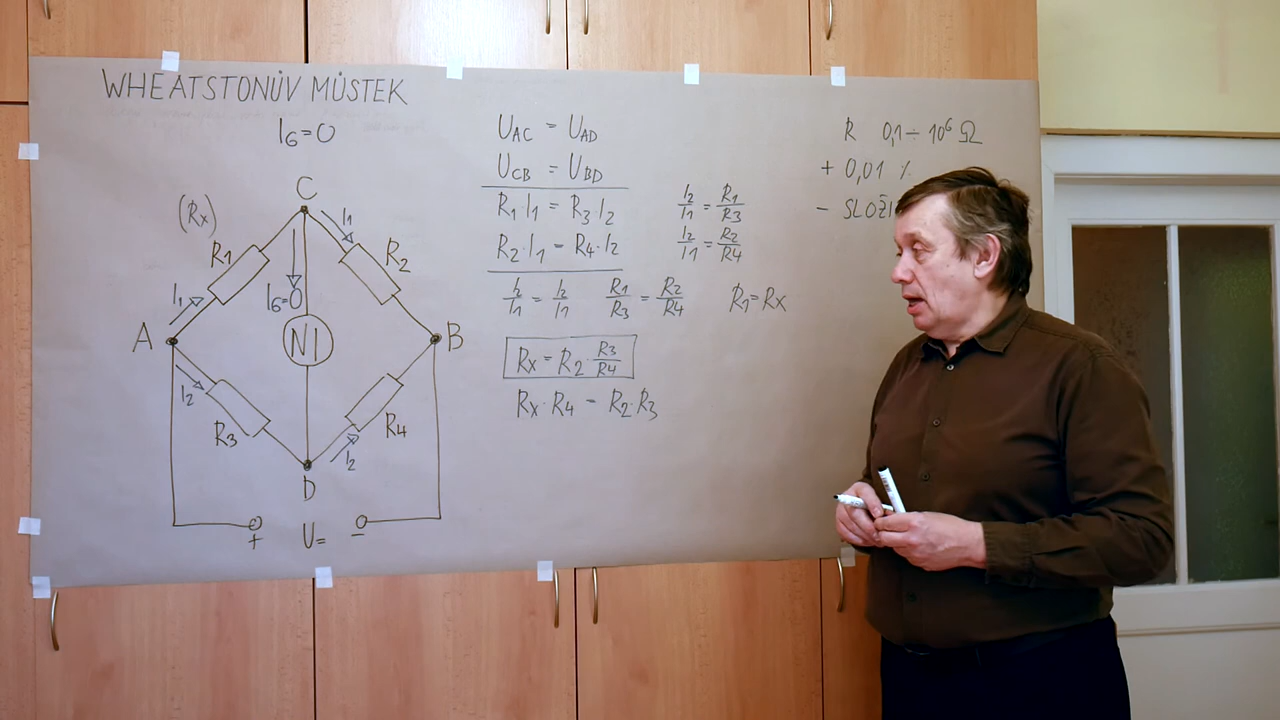 WHEATSTONŮV MŮSTEK
I_G=0
C
(Rx)
I₁
R₁
R₂
I₁
I_G=0
A
NI
B
I₂
R₃
R₄
I₂
D
+ U= −
U_AC = U_AD
U_CB = U_BD
R₁ I₁ = R₃ I₂
R₂·I₁ = R₄·I₂
I₂/I₁ = R₁/R₃
I₂/I₁ = R₂/R₄
I₂/I₁ = I₂/I₁ R₁/R₃ = R₂/R₄ R₁=Rx
Rx = R₂·R₃/R₄
Rx·R₄ = R₂·R₃
R 0,1÷10⁶ Ω
+ 0,01 %
−